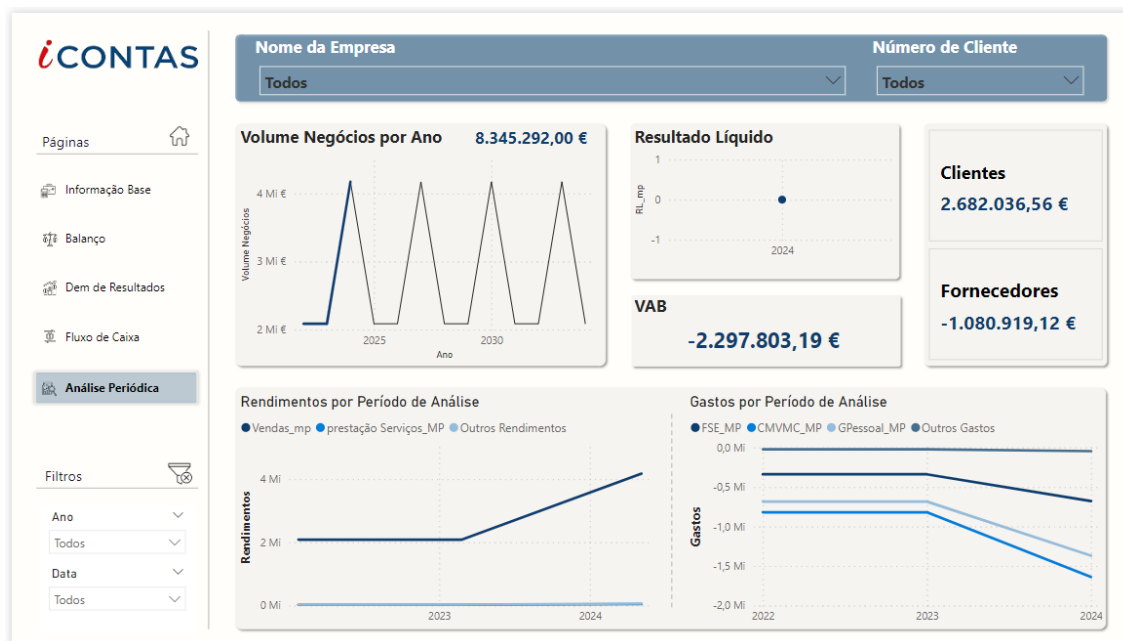 iCONTAS
Nome da Empresa
Todos
Número de Cliente
Todos
Páginas
Informação Base
Balanço
Dem de Resultados
Fluxo de Caixa
Análise Periódica
Filtros
Ano
Todos
Data
Todos
Volume Negócios por Ano
8.345.292,00 €
Volume Negócios
4 Mi €
3 Mi €
2 Mi €
2025
2030
Ano
Resultado Líquido
RL_mp
1
0
-1
2024
VAB
-2.297.803,19 €
Clientes
2.682.036,56 €
Fornecedores
-1.080.919,12 €
Rendimentos por Período de Análise
Vendas_mp prestação Serviços_MP Outros Rendimentos
Rendimentos
4 Mi
2 Mi
0 Mi
2023
2024
Gastos por Período de Análise
FSE_MP CMVMC_MP GPessoal_MP Outros Gastos
Gastos
0,0 Mi
-0,5 Mi
-1,0 Mi
-1,5 Mi
-2,0 Mi
2022
2023
2024